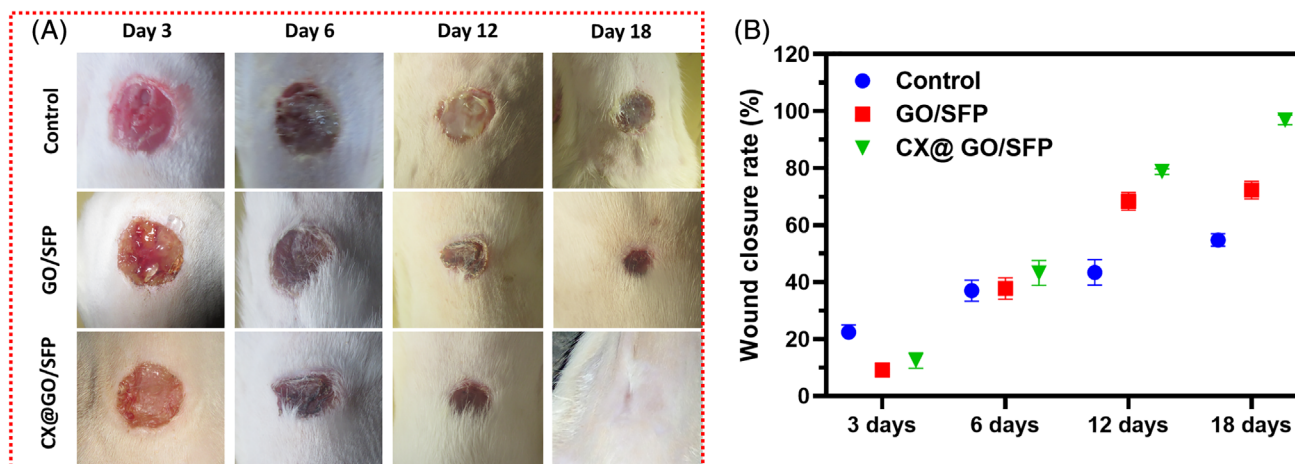 (A)
Day 3 Day 6 Day 12 Day 18
Control
GO/SFP
CX@GO/SFP
(B)
Wound closure rate (%)
120
100
80
60
40
20
0
Control
GO/SFP
CX@ GO/SFP
3 days 6 days 12 days 18 days